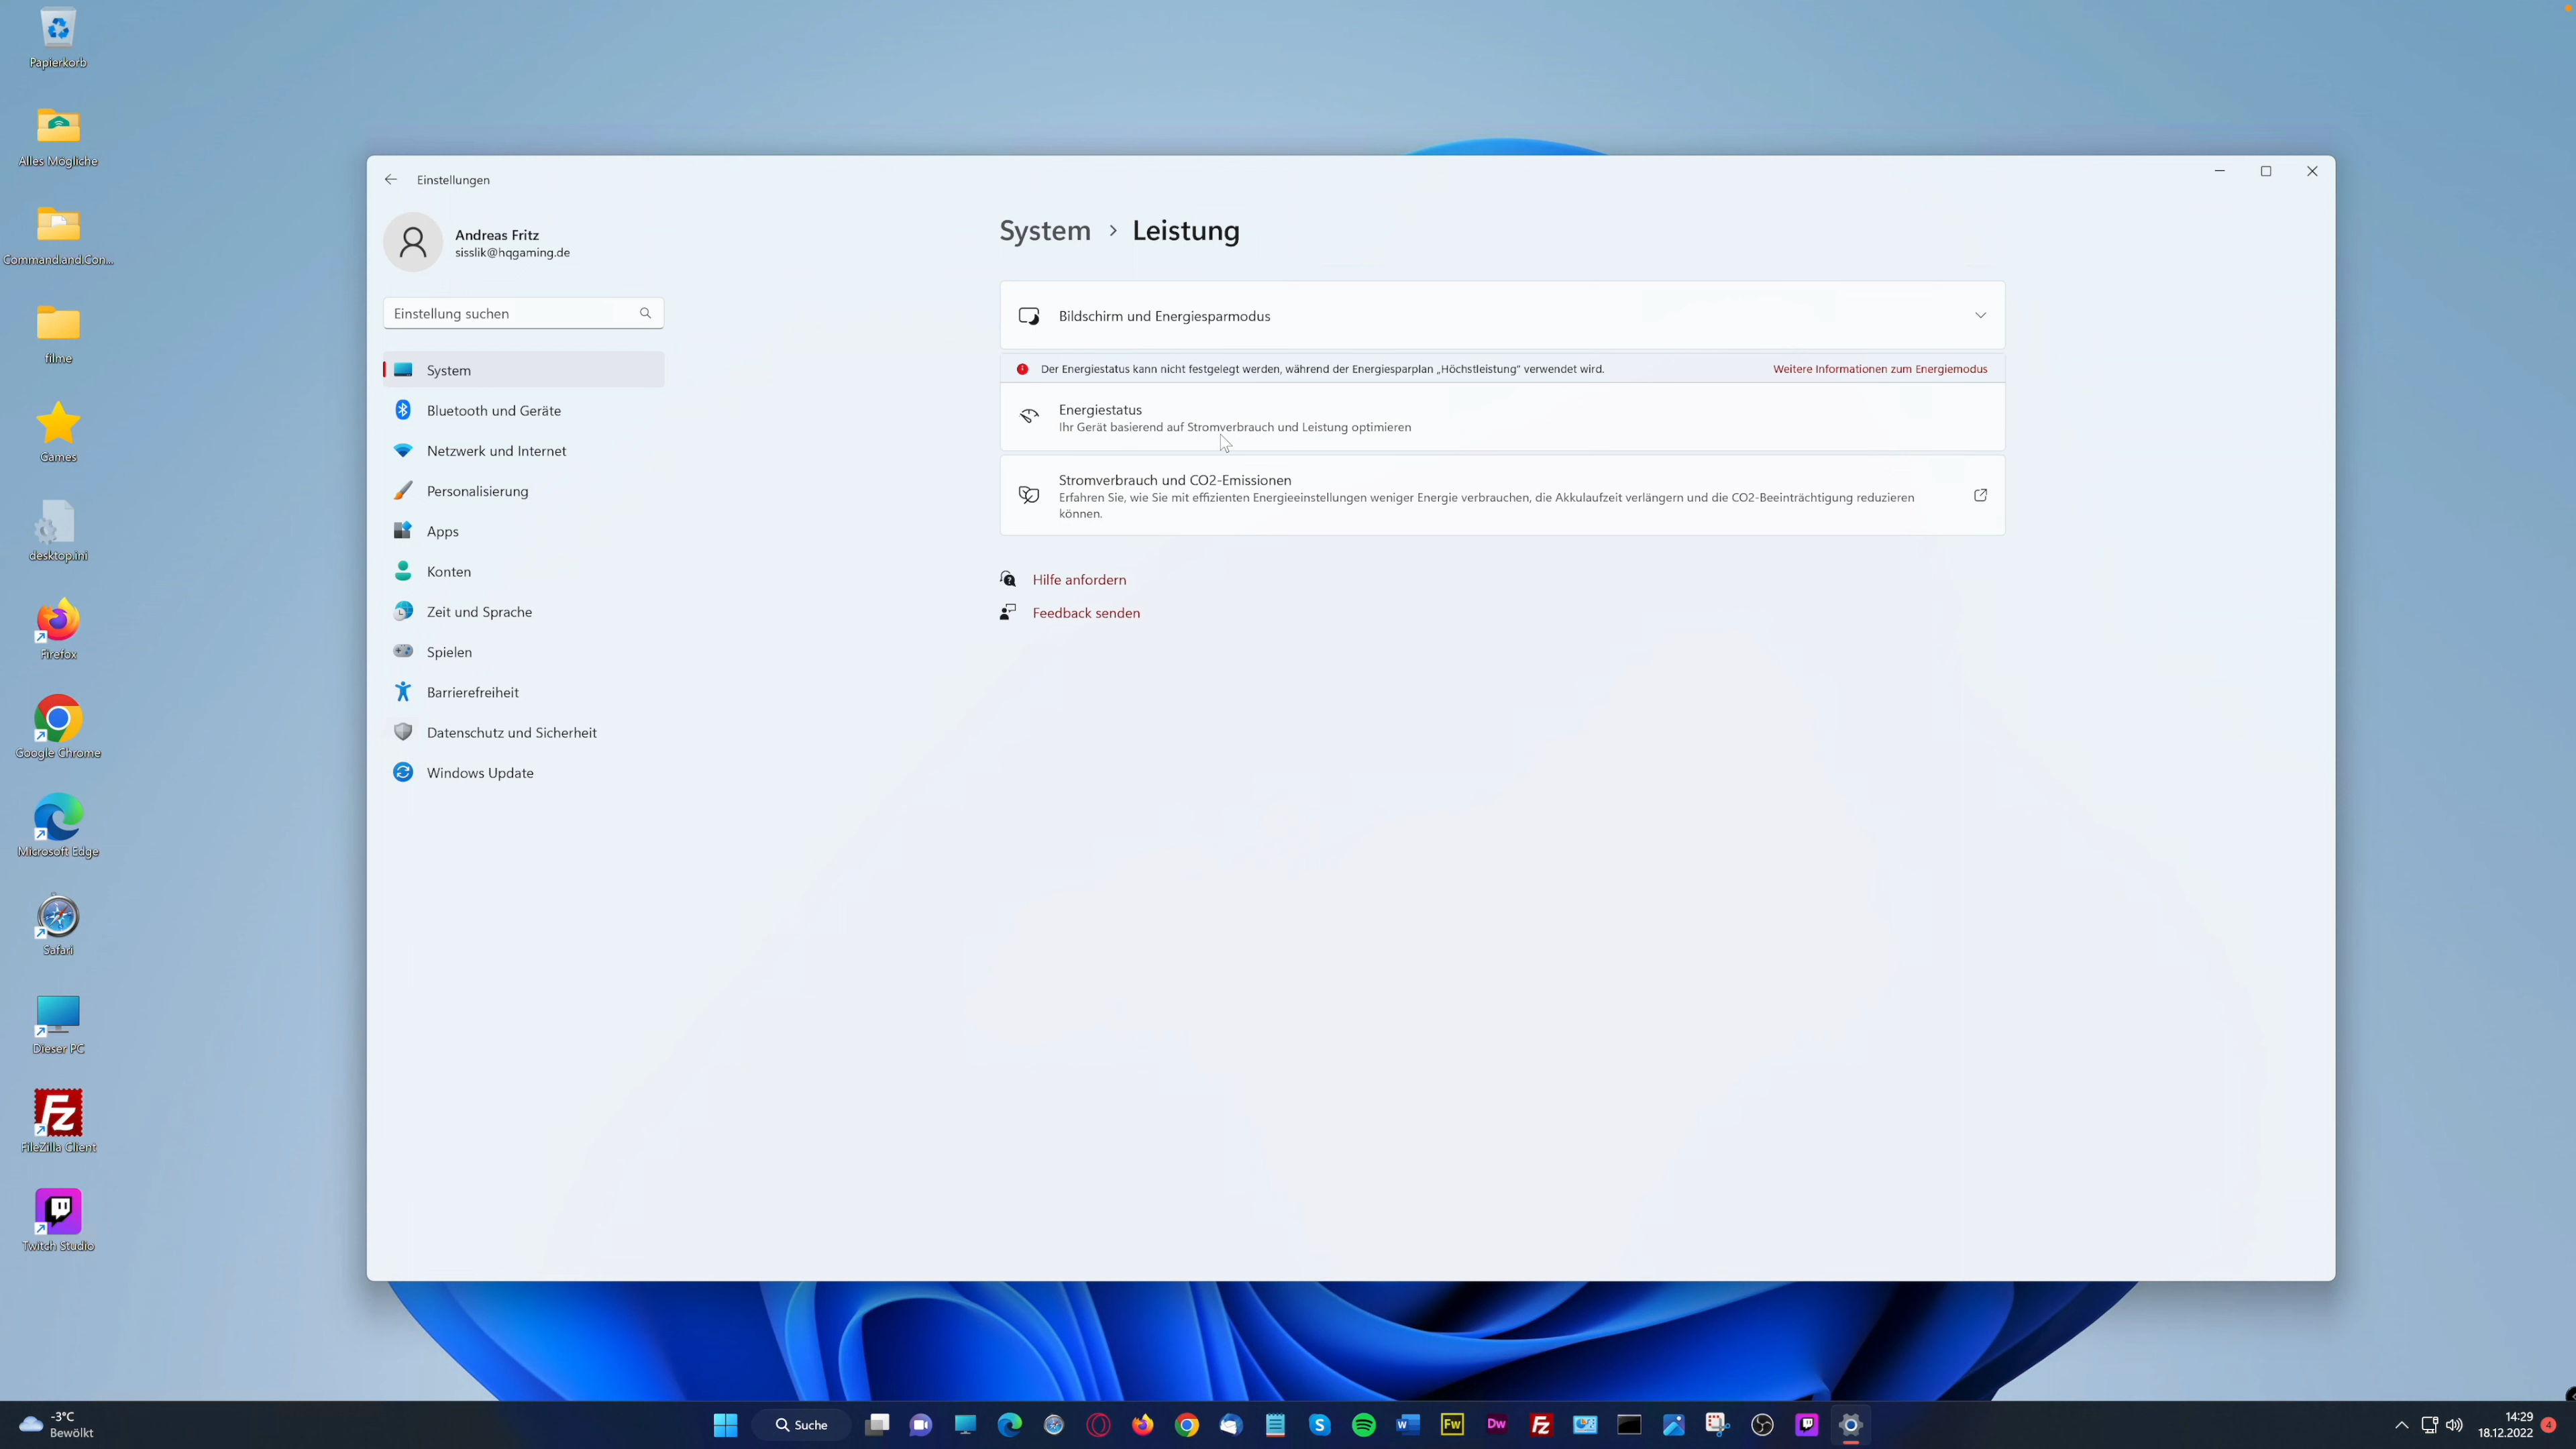 Papierkorb
Alles Mögliche
Command.and.Con...
filme
Games
desktop.ini
Firefox
Google Chrome
Microsoft Edge
Safari
Dieser PC
FileZilla Client
Twitch Studio
Einstellungen
Andreas Fritz
sisslik@hqgaming.de
Einstellung suchen
System
Bluetooth und Geräte
Netzwerk und Internet
Personalisierung
Apps
Konten
Zeit und Sprache
Spielen
Barrierefreiheit
Datenschutz und Sicherheit
Windows Update
System > Leistung
Bildschirm und Energiesparmodus
Der Energiestatus kann nicht festgelegt werden, während der Energiesparplan „Höchstleistung" verwendet wird.
Weitere Informationen zum Energiemodus
Energiestatus
Ihr Gerät basierend auf Stromverbrauch und Leistung optimieren
Stromverbrauch und CO2-Emissionen
Erfahren Sie, wie Sie mit effizienten Energieeinstellungen weniger Energie verbrauchen, die Akkulaufzeit verlängern und die CO2-Beeinträchtigung reduzieren
können.
Hilfe anfordern
Feedback senden
-3°C
Bewölkt
Suche
Fw
Dw
14:29
18.12.2022
4